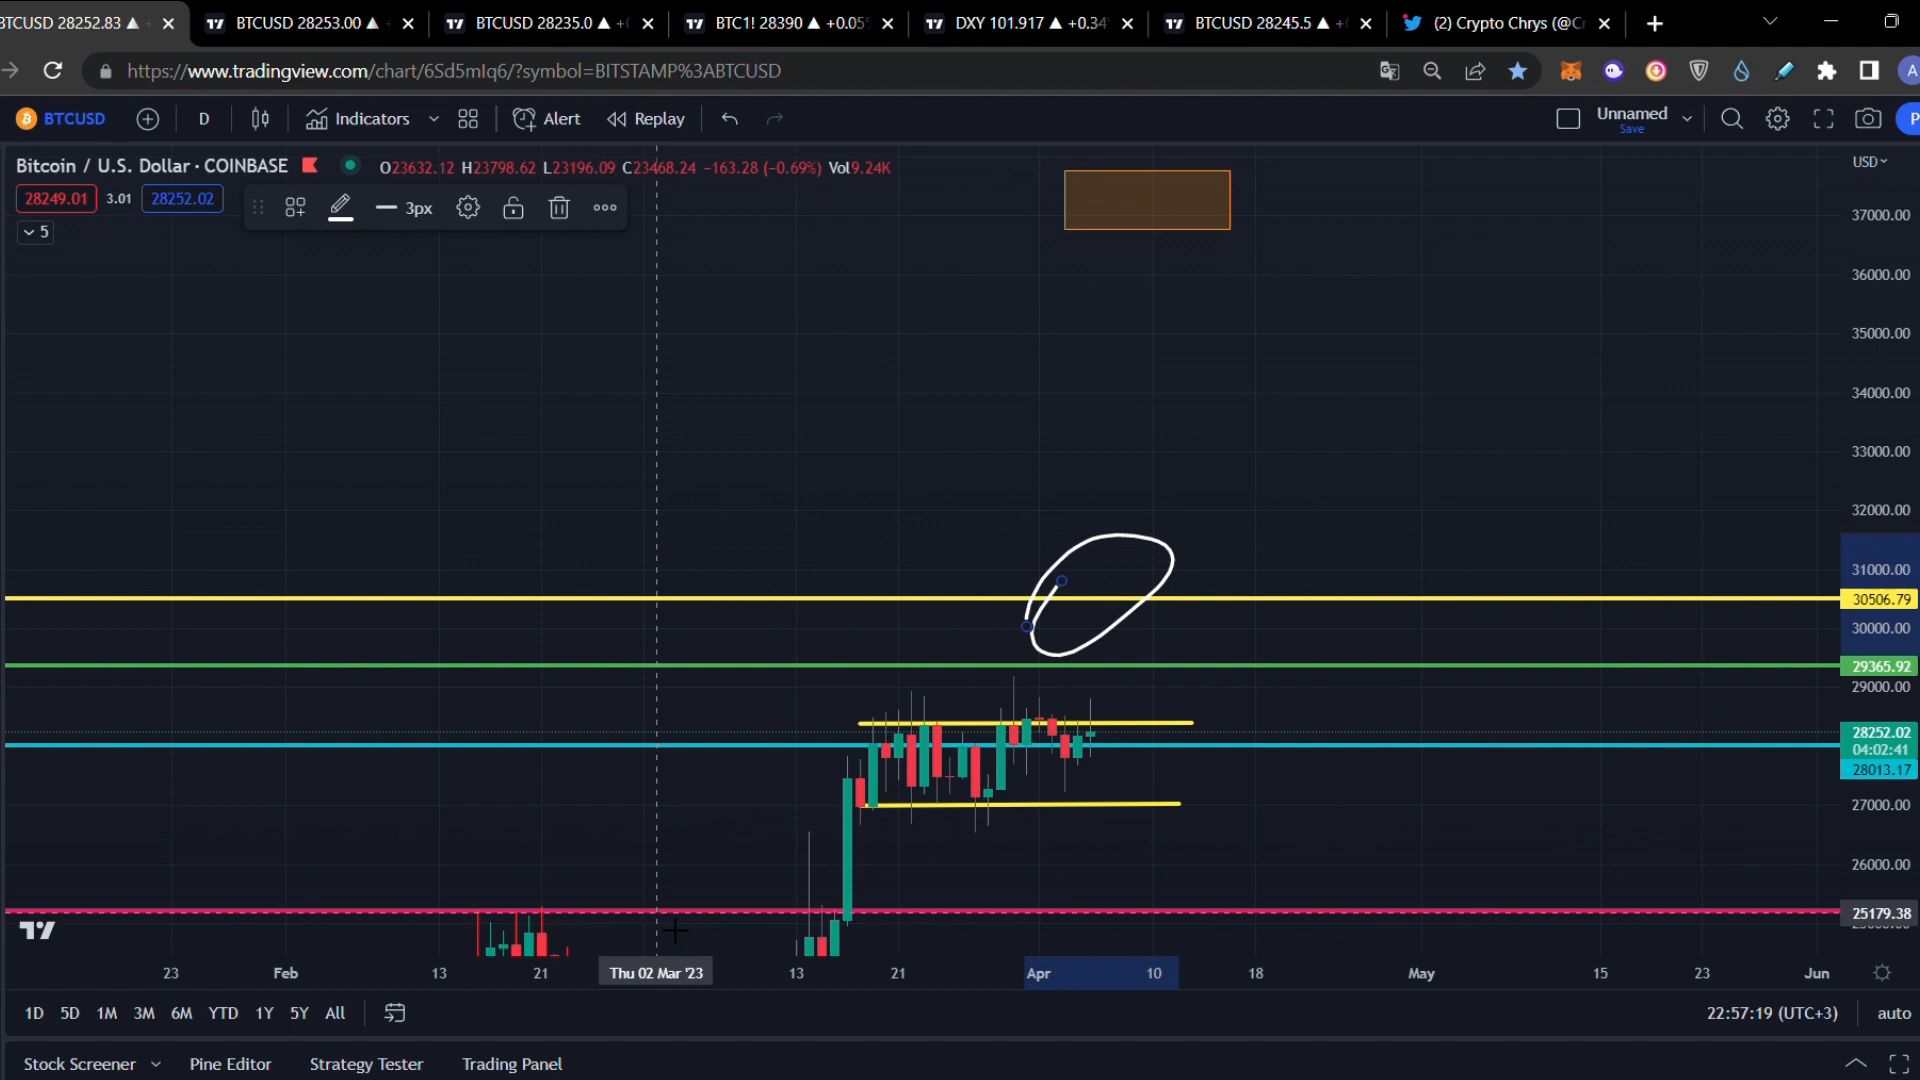 BTCUSD 28252.83 ▲ BTCUSD 28253.00 ▲ BTCUSD 28235.0 ▲ BTC1! 28390 ▲ +0.05 DXY 101.917 ▲ +0.34 BTCUSD 28245.5 ▲ (2) Crypto Chrys (@Cr
https://www.tradingview.com/chart/6Sd5mlq6/?symbol=BITSTAMP%3ABTCUSD
BTCUSD D Indicators Alert Replay Unnamed
Save
Bitcoin / U.S. Dollar · COINBASE O23632.12 H23798.62 L23196.09 C23468.24 −163.28 (−0.69%) Vol9.24K USD
28249.01 3.01 28252.02 3px
5
37000.00
36000.00
35000.00
34000.00
33000.00
32000.00
31000.00
30506.79
30000.00
29365.92
29000.00
28252.02
04:02:41
28013.17
27000.00
26000.00
25179.38
23 Feb 13 21 Thu 02 Mar '23 13 21 Apr 10 18 May 15 23 Jun
1D 5D 1M 3M 6M YTD 1Y 5Y All 22:57:19 (UTC+3) auto
Stock Screener Pine Editor Strategy Tester Trading Panel